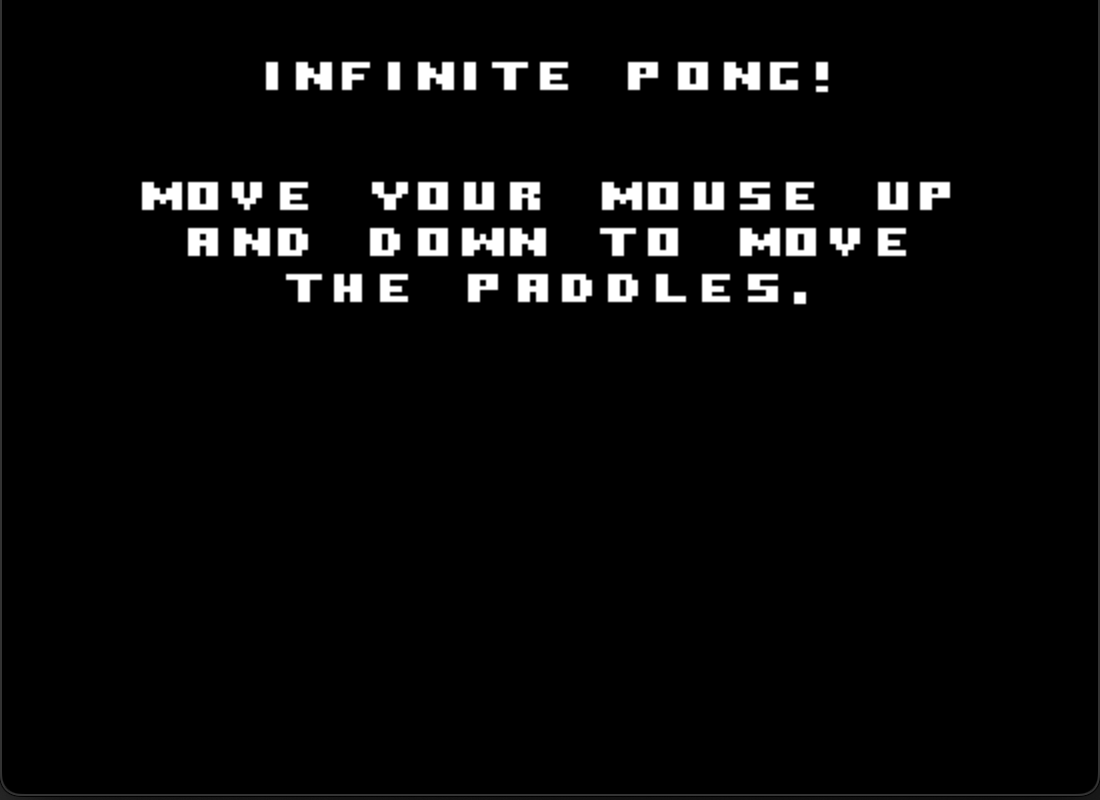 INFINITE PONG!
MOVE YOUR MOUSE UP
AND DOWN TO MOVE
THE PADDLES.